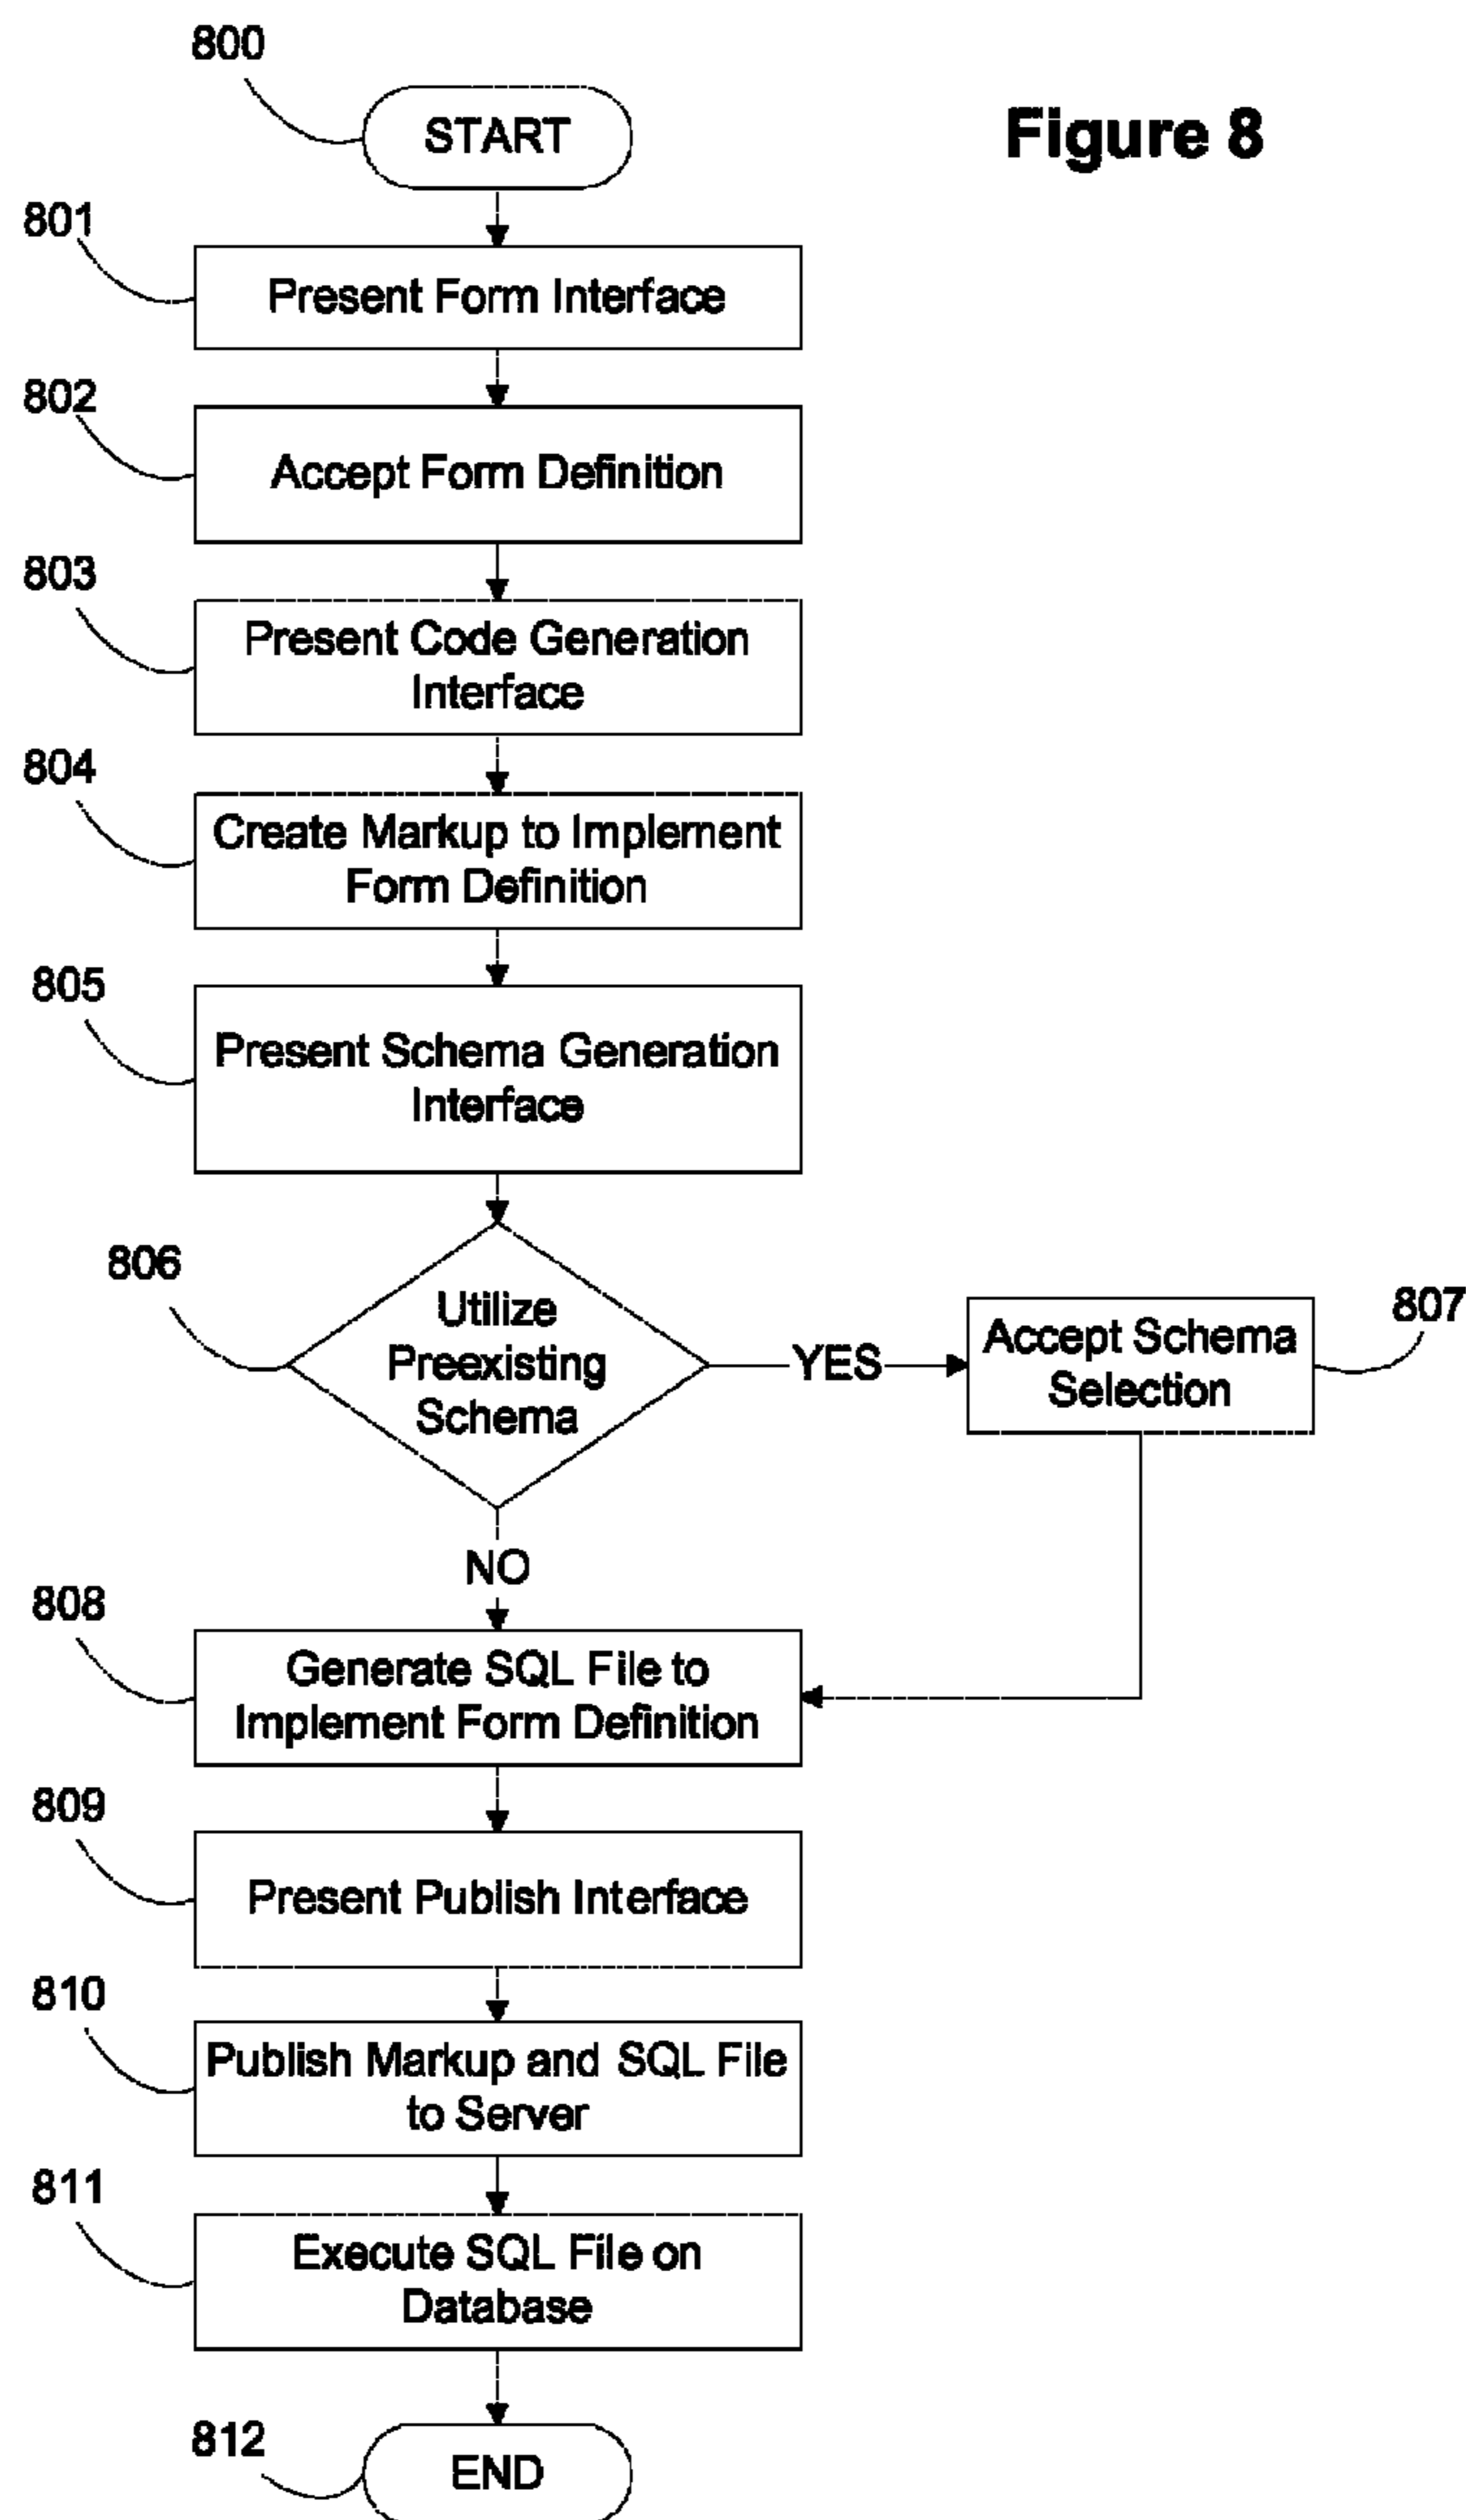 800
START
Figure 8
801
Present Form Interface
802
Accept Form Definition
803
Present Code Generation
Interface
804
Create Markup to Implement
Form Definition
805
Present Schema Generation
Interface
806
Utilize
Preexisting
Schema
YES
Accept Schema
Selection
807
NO
808
Generate SQL File to
Implement Form Definition
809
Present Publish Interface
810
Publish Markup and SQL File
to Server
811
Execute SQL File on
Database
812
END